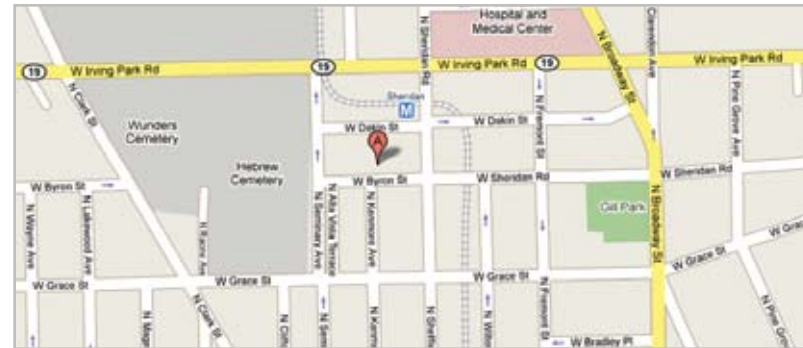 Hospital and
Medical Center
N Sheridan Rd
N Broadway St
Clarendon Ave
19
W Irving Park Rd
19
W Irving Park Rd
19
W Irving Park Rd
N Clark St
Sheridan
M
N Pine Grove Ave
Wunders
Cemetery
W Dakin St
W Dakin St
N Fremont St
A
Hebrew
Cemetery
W Byron St
W Byron St
W Sheridan Rd
W Sheridan Rd
N Wayne Ave
N Lakewood Ave
N Racine Ave
N Seminary Ave
N Alta Vista Terrace
N Kenmore Ave
Gill Park
N Broadway St
W Grace St
W Grace St
W Grace St
W Grace
N Clark St
N Fremont St
N Pine Grov
W Bradley Pl